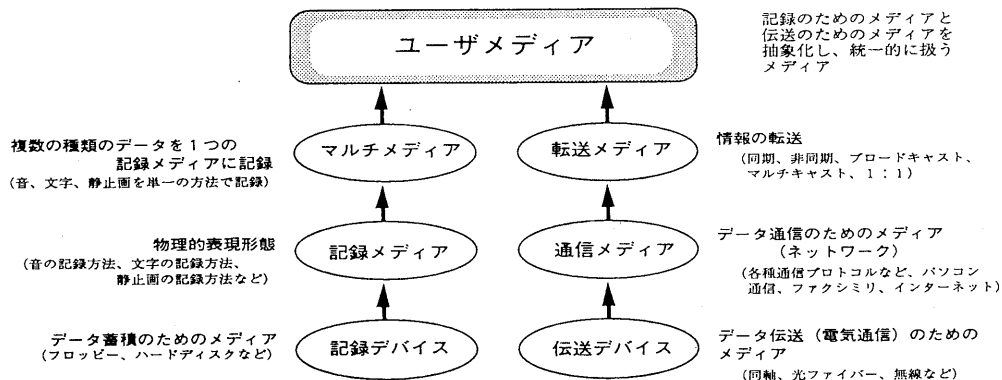 ユーザメディア
記録のためのメディアと
伝送のためのメディアを
抽象化し、統一的に扱う
メディア
複数の種類のデータを１つの
記録メディアに記録
（音、文字、静止画を単一の方法で記録）
マルチメディア
転送メディア
情報の転送
（同期、非同期、ブロードキャスト、
マルチキャスト、１：１）
物理的表現形態
（音の記録方法、文字の記録方法、
静止画の記録方法など）
記録メディア
通信メディア
データ通信のためのメディア
（ネットワーク）
（各種通信プロトコルなど、パソコン
通信、ファクシミリ、インターネット）
データ蓄積のためのメディア
（フロッピー、ハードディスクなど）
記録デバイス
伝送デバイス
データ伝送（電気通信）のための
メディア
（同軸、光ファイバー、無線など）